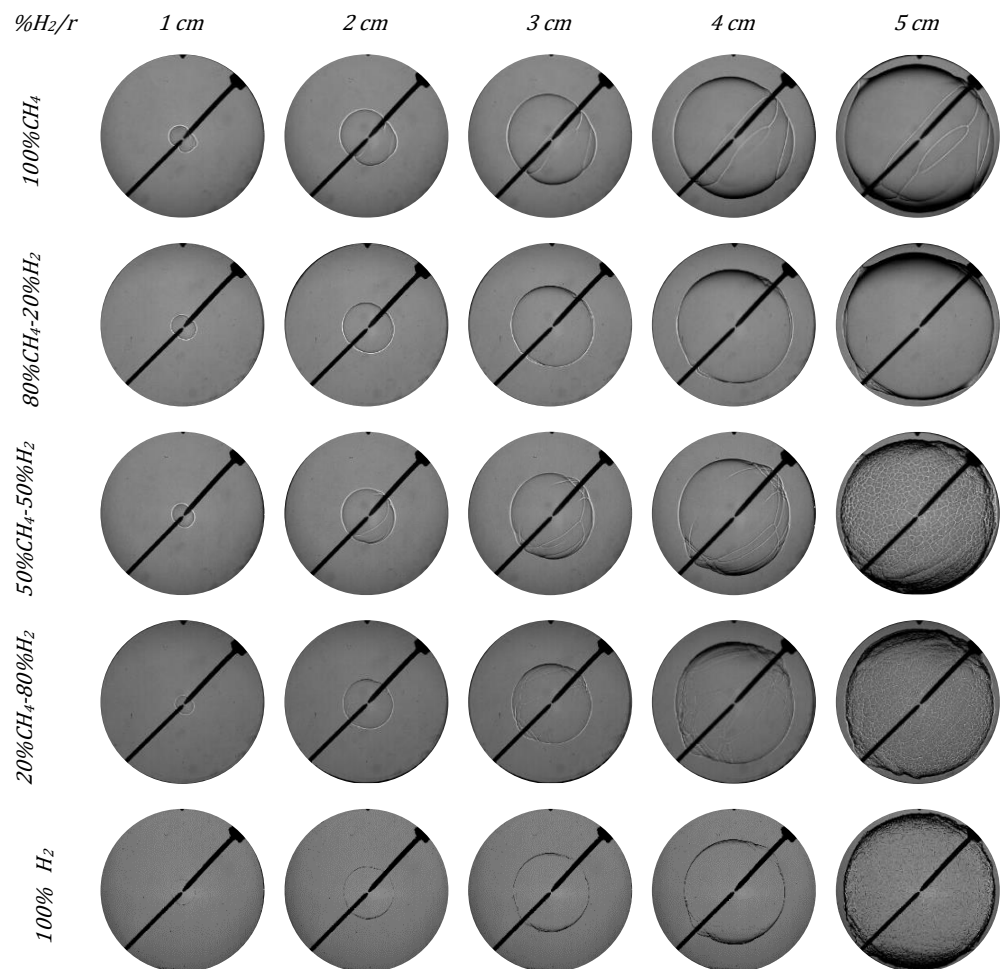 %H₂/r 1 cm 2 cm 3 cm 4 cm 5 cm
100%CH₄
80%CH₄-20%H₂
50%CH₄-50%H₂
20%CH₄-80%H₂
100% H₂